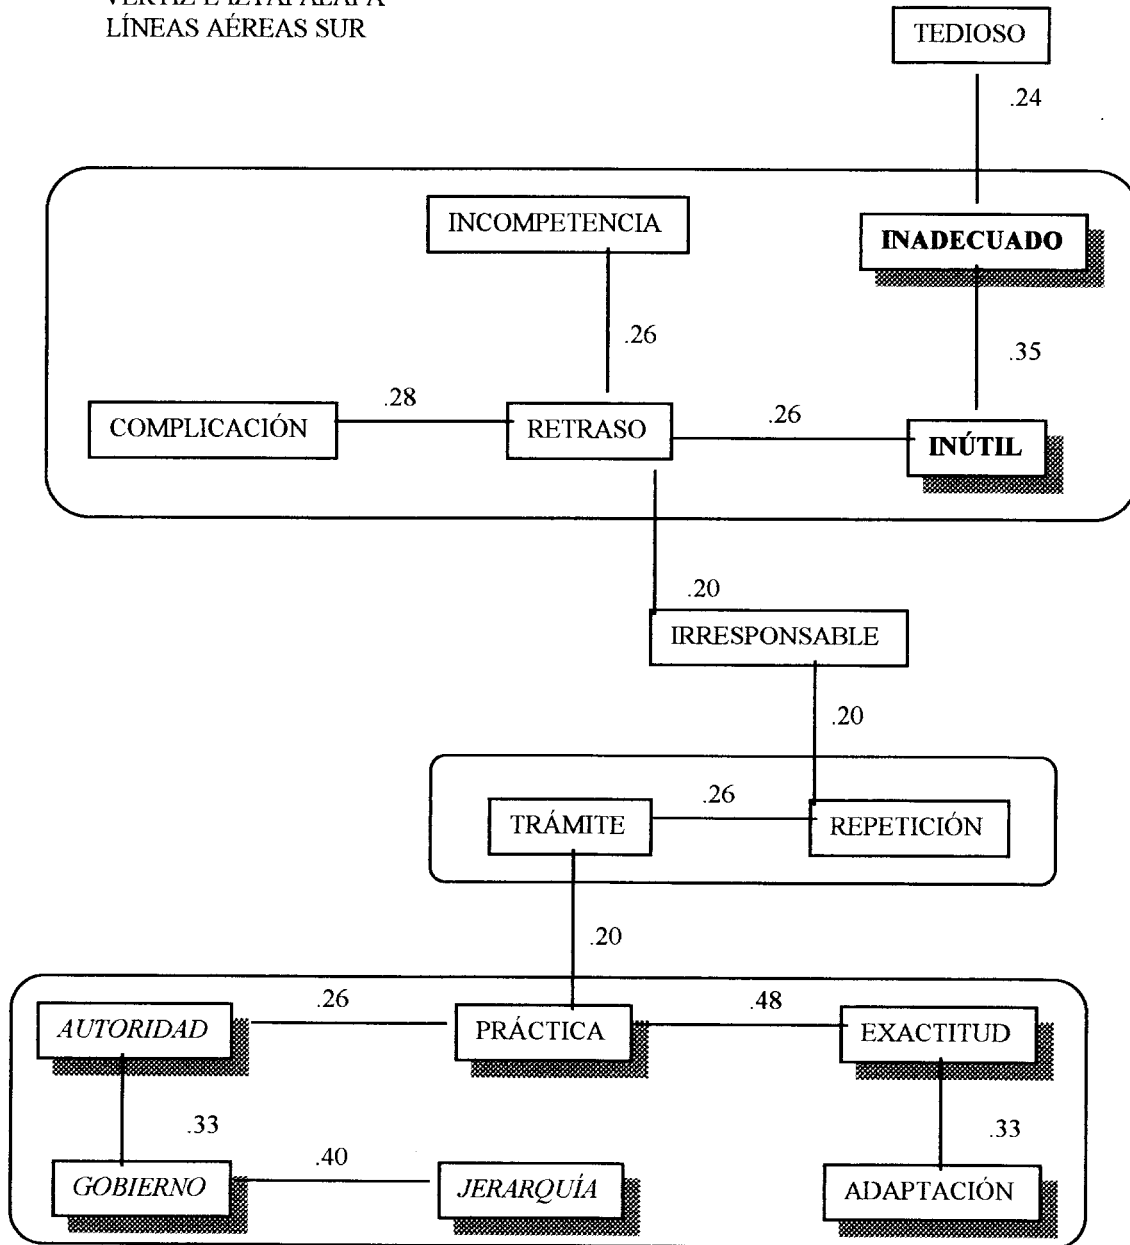 LÍNEAS AÉREAS SUR
TEDIOSO
.24
INCOMPETENCIA
INADECUADO
.26
.35
COMPLICACIÓN
.28
RETRASO
.26
INÚTIL
.20
IRRESPONSABLE
.20
TRÁMITE
.26
REPETICIÓN
.20
AUTORIDAD
.26
PRÁCTICA
.48
EXACTITUD
.33
.33
GOBIERNO
.40
JERARQUÍA
ADAPTACIÓN